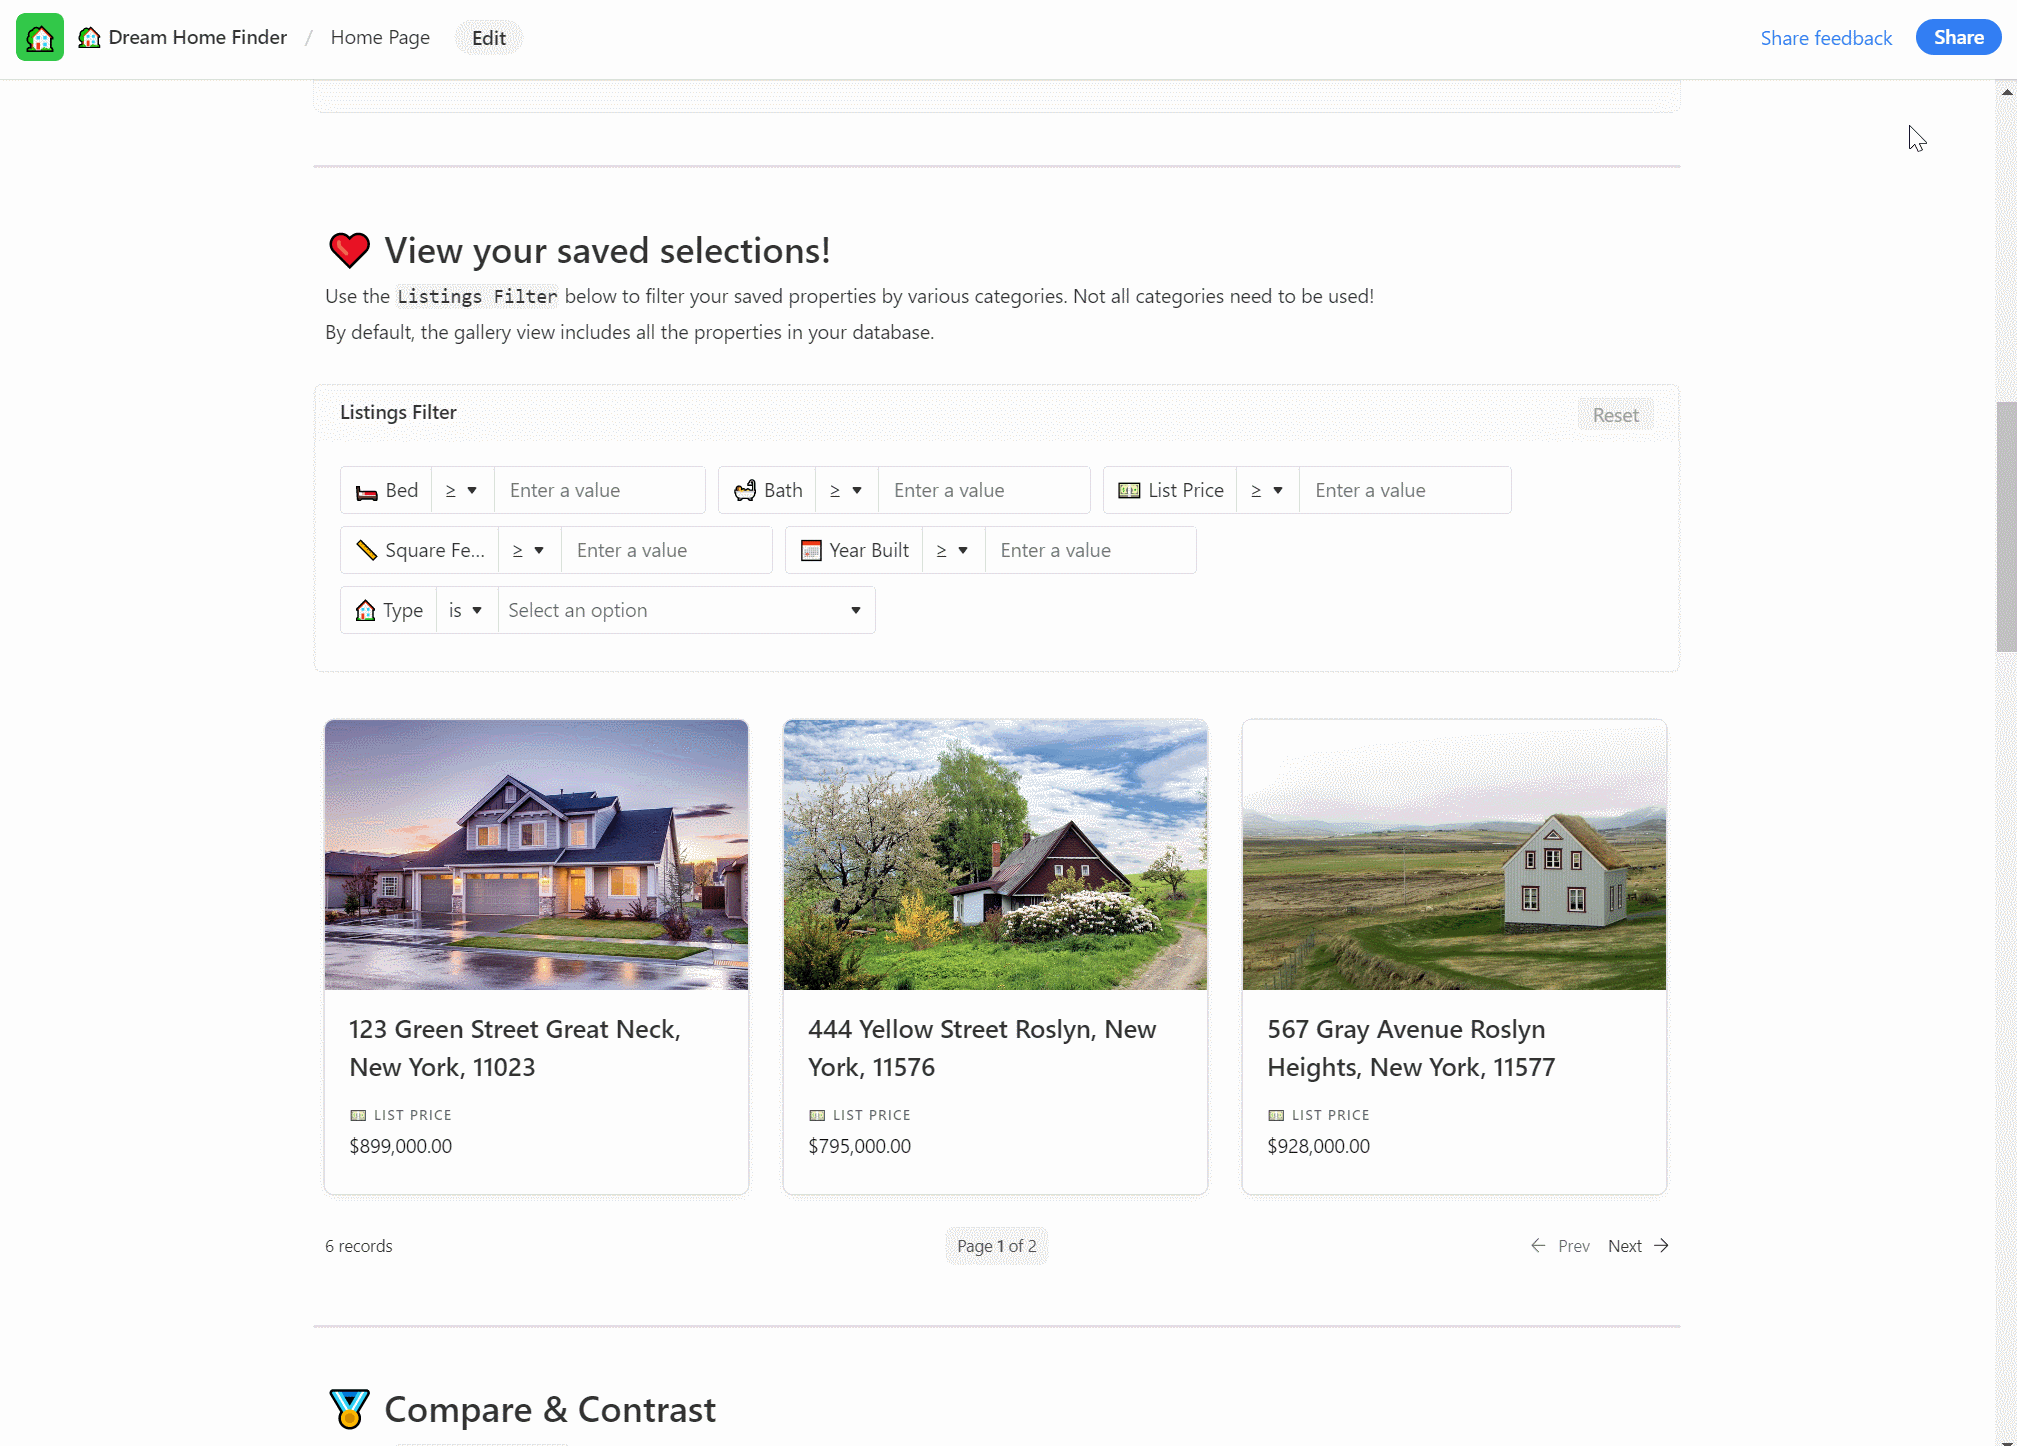 Dream Home Finder / Home Page Edit Share feedback Share
View your saved selections!
Use the Listings Filter below to filter your saved properties by various categories. Not all categories need to be used!
By default, the gallery view includes all the properties in your database.
Listings Filter Reset
Bed ≥ Enter a value Bath ≥ Enter a value List Price ≥ Enter a value
Square Fe... ≥ Enter a value Year Built ≥ Enter a value
Type is Select an option
123 Green Street Great Neck,
New York, 11023
LIST PRICE
$899,000.00
444 Yellow Street Roslyn, New
York, 11576
LIST PRICE
$795,000.00
567 Gray Avenue Roslyn
Heights, New York, 11577
LIST PRICE
$928,000.00
6 records Page 1 of 2 ← Prev Next →
Compare & Contrast